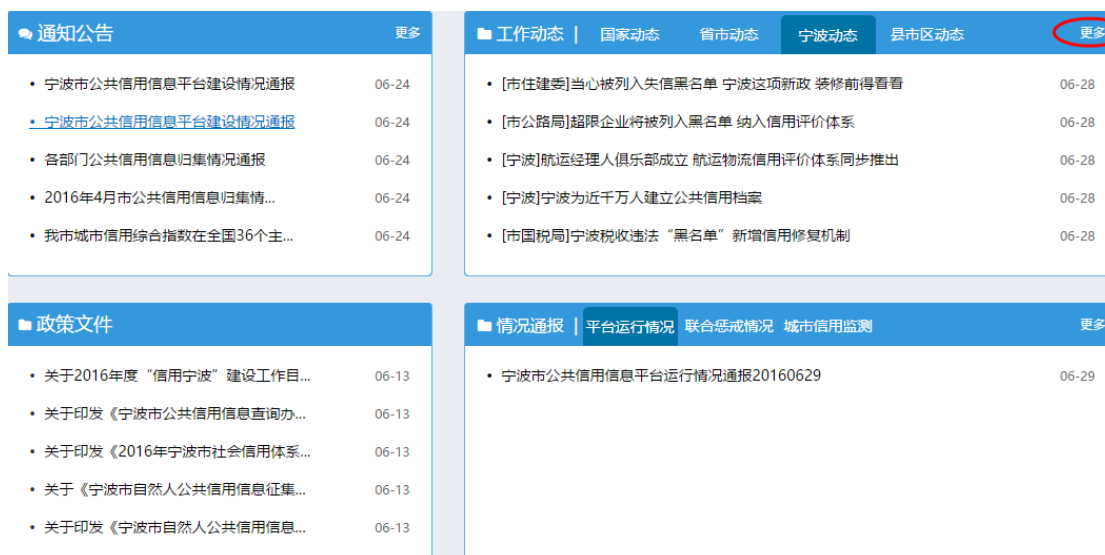 通知公告 更多
• 宁波市公共信用信息平台建设情况通报 06-24
• 宁波市公共信用信息平台建设情况通报 06-24
• 各部门公共信用信息归集情况通报 06-24
• 2016年4月市公共信用信息归集情... 06-24
• 我市城市信用综合指数在全国36个主... 06-24
工作动态 | 国家动态 省市动态 宁波动态 县市区动态 更多
• [市住建委]当心被列入失信黑名单 宁波这项新政 装修前得看看 06-28
• [市公路局]超限企业将被列入黑名单 纳入信用评价体系 06-28
• [宁波]航运经理人俱乐部成立 航运物流信用评价体系同步推出 06-28
• [宁波]宁波为近千万人建立公共信用档案 06-28
• [市国税局]宁波税收违法“黑名单”新增信用修复机制 06-28
政策文件
• 关于2016年度“信用宁波”建设工作目... 06-13
• 关于印发《宁波市公共信用信息查询办... 06-13
• 关于印发《2016年宁波市社会信用体系... 06-13
• 关于《宁波市自然人公共信用信息征集... 06-13
• 关于印发《宁波市自然人公共信用信息... 06-13
情况通报 | 平台运行情况 联合惩戒情况 城市信用监测 更多
• 宁波市公共信用信息平台运行情况通报20160629 06-29